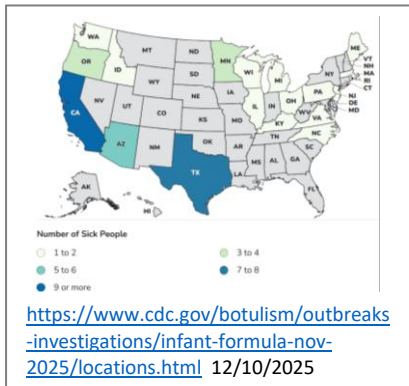 WA
MT
ND
MN
ME
OR
ID
SD
WI
MI
NY
VT
NH
MA
RI
CT
WY
NE
IA
PA
NJ
DE
MD
NV
UT
CO
KS
MO
IL
IN
OH
WV
VA
KY
CA
AZ
NM
OK
AR
TN
NC
SC
TX
LA
MS
AL
GA
FL
AK
HI
Number of Sick People
1 to 2
3 to 4
5 to 6
7 to 8
9 or more
https://www.cdc.gov/botulism/outbreaks
-investigations/infant-formula-nov-
2025/locations.html 12/10/2025